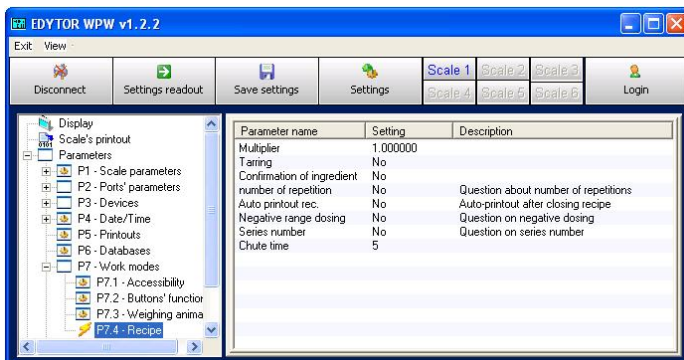 EDYTOR WPW v1.2.2
Exit View
Disconnect Settings readout Save settings Settings Scale 1 Scale 2 Scale 3 Scale 4 Scale 5 Scale 6 Login
Display
Scale's printout
Parameters
P1 - Scale parameters
P2 - Ports' parameters
P3 - Devices
P4 - Date/Time
P5 - Printouts
P6 - Databases
P7 - Work modes
P7.1 - Accessibility
P7.2 - Buttons' function
P7.3 - Weighing anima
P7.4 - Recipe
Parameter name Setting Description
Multiplier 1.000000
Tarring No
Confirmation of ingredient No
number of repetition No Question about number of repetitions
Auto printout rec. No Auto-printout after closing recipe
Negative range dosing No Question on negative dosing
Series number No Question on series number
Chute time 5